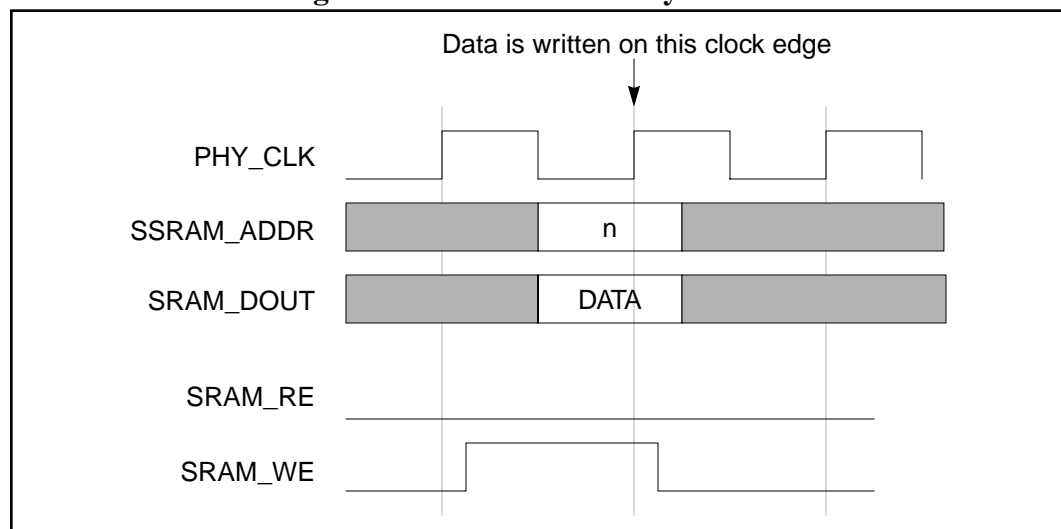 Data is written on this clock edge
PHY_CLK
SSRAM_ADDR
n
SRAM_DOUT
DATA
SRAM_RE
SRAM_WE